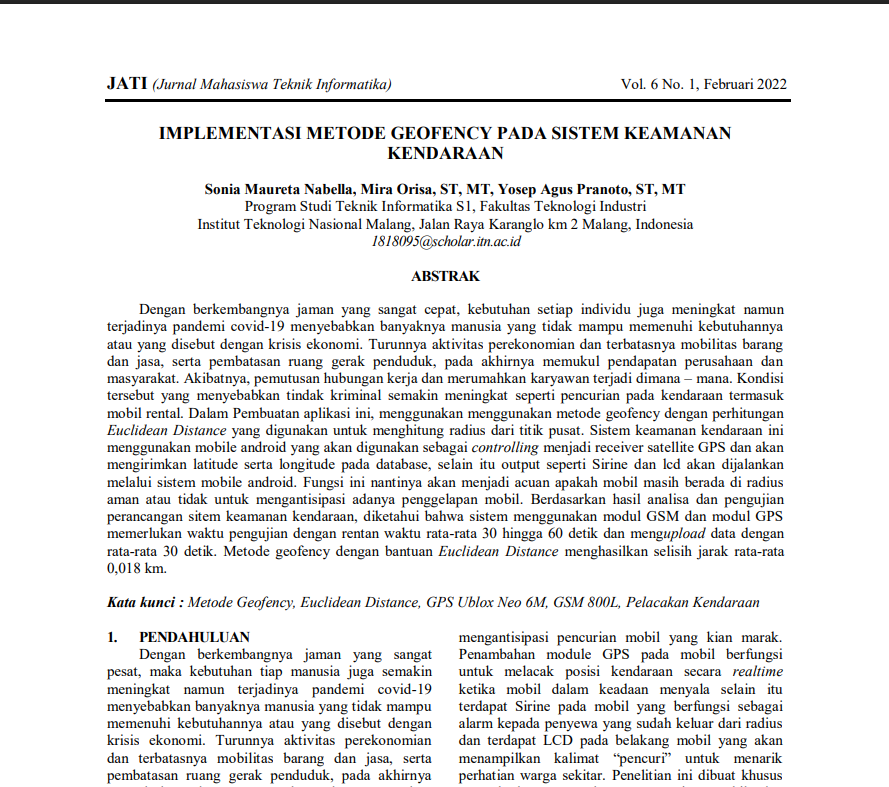 JATI (Jurnal Mahasiswa Teknik Informatika) Vol. 6 No. 1, Februari 2022
IMPLEMENTASI METODE GEOFENCY PADA SISTEM KEAMANAN
KENDARAAN
Sonia Maureta Nabella, Mira Orisa, ST, MT, Yosep Agus Pranoto, ST, MT
Program Studi Teknik Informatika S1, Fakultas Teknologi Industri
Institut Teknologi Nasional Malang, Jalan Raya Karanglo km 2 Malang, Indonesia
1818095@scholar.itn.ac.id
ABSTRAK
Dengan berkembangnya jaman yang sangat cepat, kebutuhan setiap individu juga meningkat namun
terjadinya pandemi covid-19 menyebabkan banyaknya manusia yang tidak mampu memenuhi kebutuhannya
atau yang disebut dengan krisis ekonomi. Turunnya aktivitas perekonomian dan terbatasnya mobilitas barang
dan jasa, serta pembatasan ruang gerak penduduk, pada akhirnya memukul pendapatan perusahaan dan
masyarakat. Akibatnya, pemutusan hubungan kerja dan merumahkan karyawan terjadi dimana – mana. Kondisi
tersebut yang menyebabkan tindak kriminal semakin meningkat seperti pencurian pada kendaraan termasuk
mobil rental. Dalam Pembuatan aplikasi ini, menggunakan menggunakan metode geofency dengan perhitungan
Euclidean Distance yang digunakan untuk menghitung radius dari titik pusat. Sistem keamanan kendaraan ini
menggunakan mobile android yang akan digunakan sebagai controlling menjadi receiver satellite GPS dan akan
mengirimkan latitude serta longitude pada database, selain itu output seperti Sirine dan lcd akan dijalankan
melalui sistem mobile android. Fungsi ini nantinya akan menjadi acuan apakah mobil masih berada di radius
aman atau tidak untuk mengantisipasi adanya penggelapan mobil. Berdasarkan hasil analisa dan pengujian
perancangan sitem keamanan kendaraan, diketahui bahwa sistem menggunakan modul GSM dan modul GPS
memerlukan waktu pengujian dengan rentan waktu rata-rata 30 hingga 60 detik dan mengupload data dengan
rata-rata 30 detik. Metode geofency dengan bantuan Euclidean Distance menghasilkan selisih jarak rata-rata
0,018 km.
Kata kunci : Metode Geofency, Euclidean Distance, GPS Ublox Neo 6M, GSM 800L, Pelacakan Kendaraan
1. PENDAHULUAN
Dengan berkembangnya jaman yang sangat
pesat, maka kebutuhan tiap manusia juga semakin
meningkat namun terjadinya pandemi covid-19
menyebabkan banyaknya manusia yang tidak mampu
memenuhi kebutuhannya atau yang disebut dengan
krisis ekonomi. Turunnya aktivitas perekonomian
dan terbatasnya mobilitas barang dan jasa, serta
pembatasan ruang gerak penduduk, pada akhirnya
mengantisipasi pencurian mobil yang kian marak.
Penambahan module GPS pada mobil berfungsi
untuk melacak posisi kendaraan secara realtime
ketika mobil dalam keadaan menyala selain itu
terdapat Sirine pada mobil yang berfungsi sebagai
alarm kepada penyewa yang sudah keluar dari radius
dan terdapat LCD pada belakang mobil yang akan
menampilkan kalimat “pencuri” untuk menarik
perhatian warga sekitar. Penelitian ini dibuat khusus